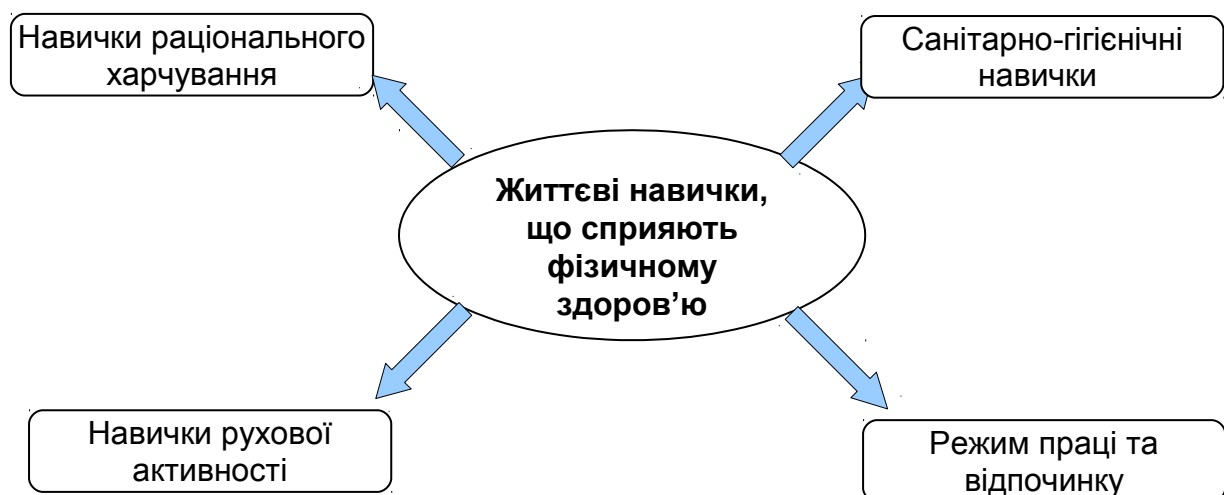 Навички раціонального
харчування
Санітарно-гігієнічні
навички
Життєві навички,
що сприяють
фізичному
здоров’ю
Навички рухової
активності
Режим праці та
відпочинку